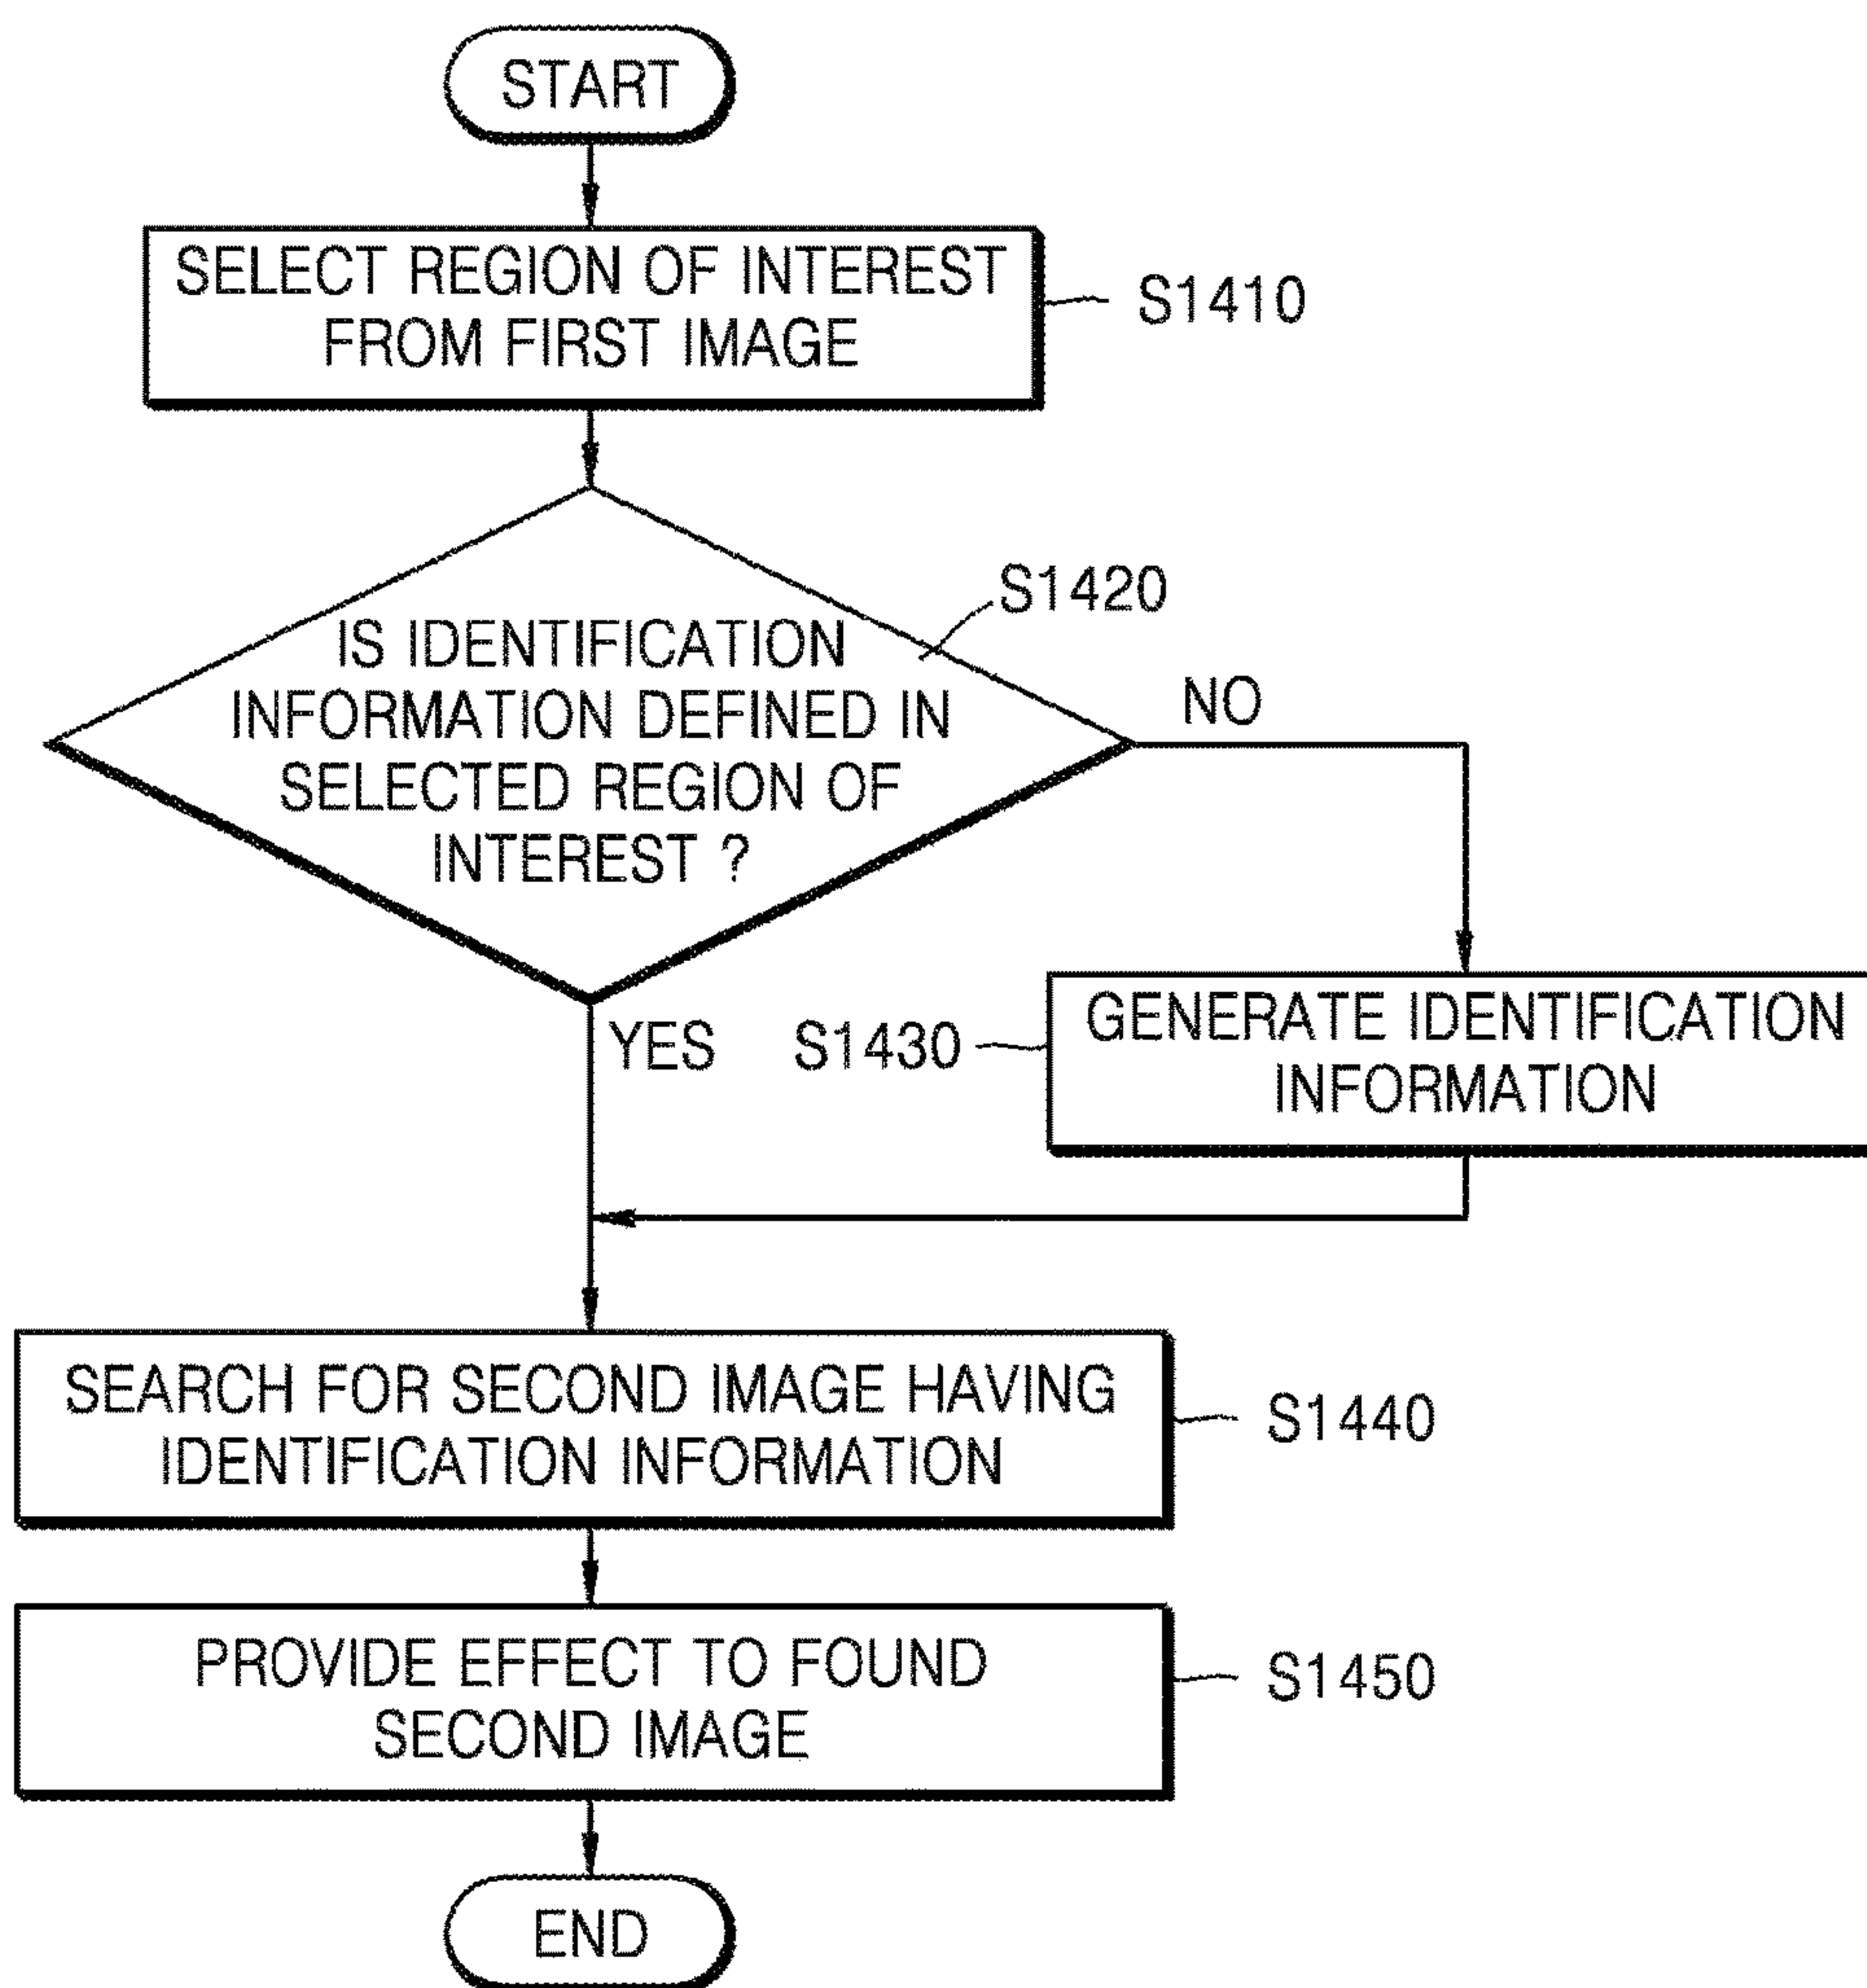 START
SELECT REGION OF INTEREST
FROM FIRST IMAGE
S1410
S1420
IS IDENTIFICATION
INFORMATION DEFINED IN
SELECTED REGION OF
INTEREST ?
NO
YES
S1430
GENERATE IDENTIFICATION
INFORMATION
SEARCH FOR SECOND IMAGE HAVING
IDENTIFICATION INFORMATION
S1440
PROVIDE EFFECT TO FOUND
SECOND IMAGE
S1450
END